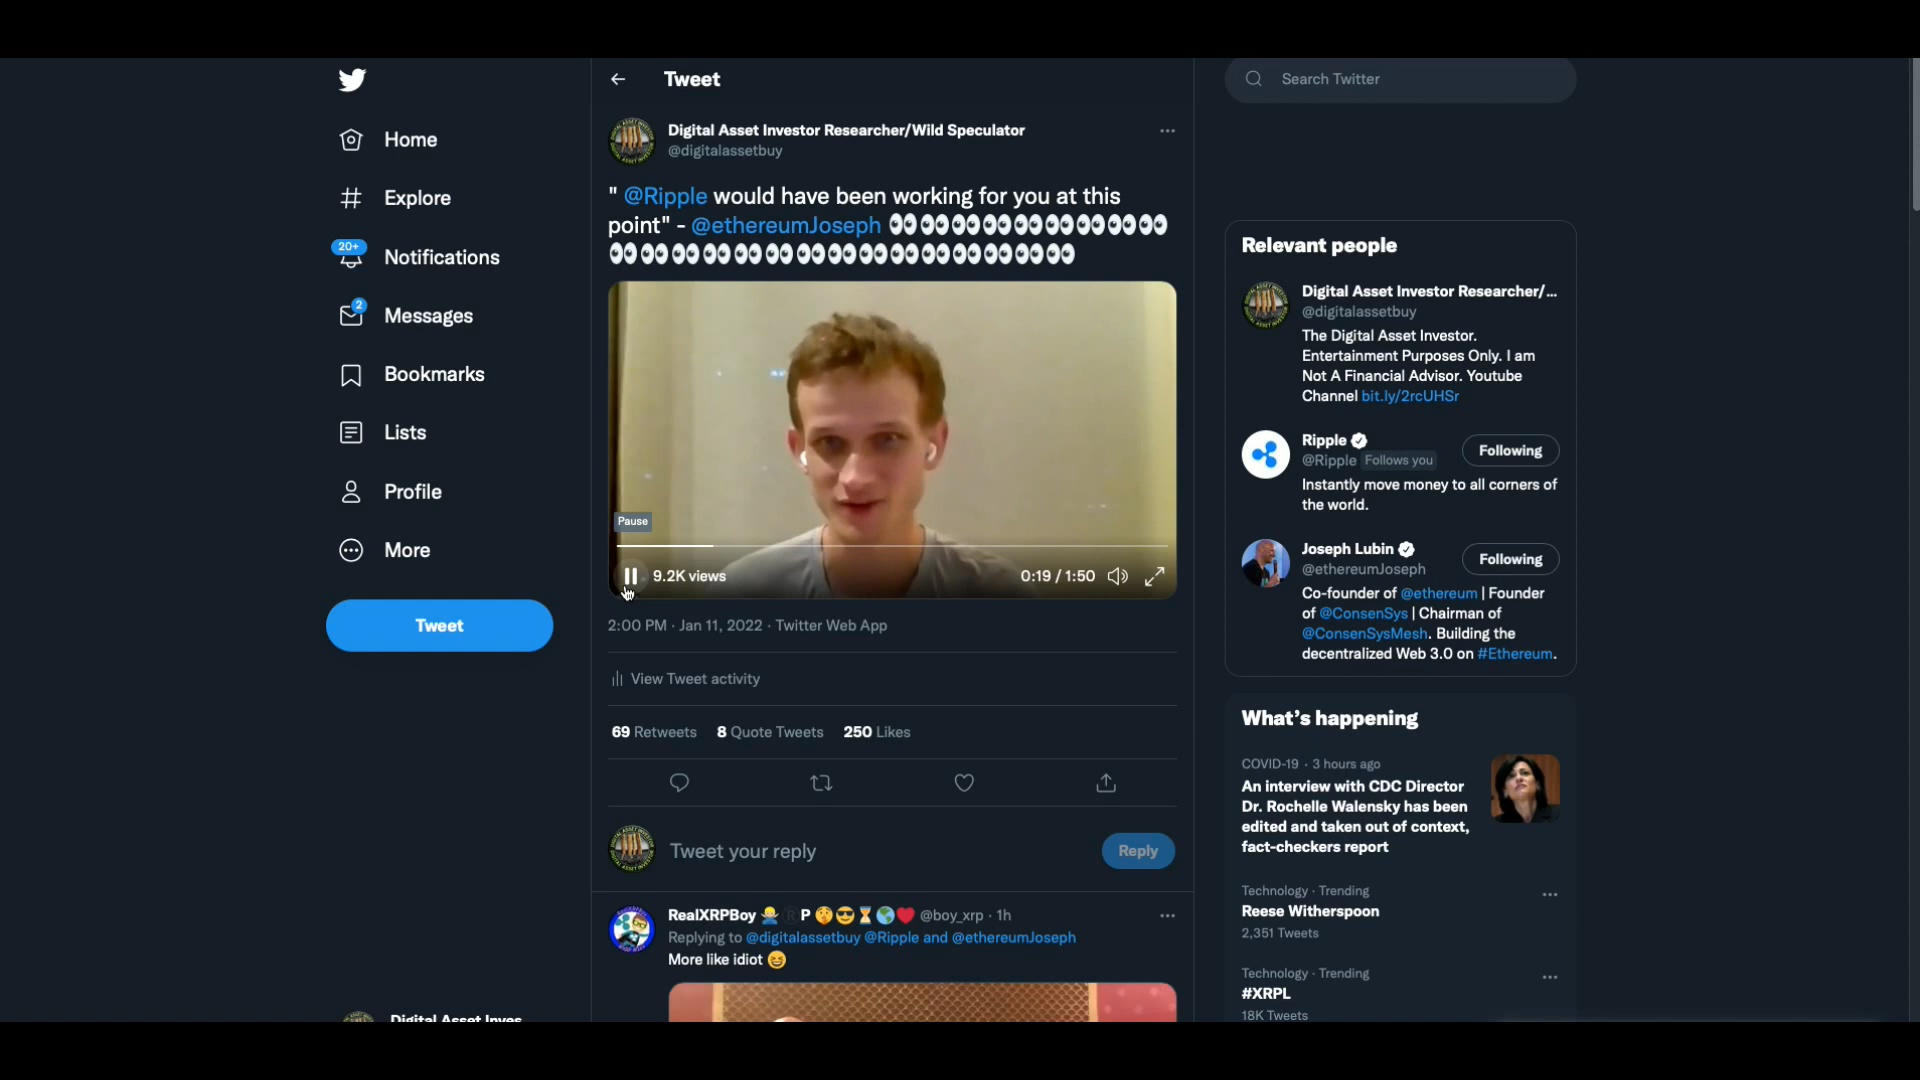 Home
Explore
20+
Notifications
2
Messages
Bookmarks
Lists
Profile
More
Tweet
Tweet
Digital Asset Investor Researcher/Wild Speculator
@digitalassetbuy
" @Ripple would have been working for you at this
point" - @ethereumJoseph 👀👀👀👀👀👀👀👀👀
👀👀👀👀👀👀👀👀👀👀👀👀👀👀👀
Pause
9.2K views
0:19 / 1:50
2:00 PM · Jan 11, 2022 · Twitter Web App
View Tweet activity
69 Retweets 8 Quote Tweets 250 Likes
Tweet your reply
Reply
RealXRPBoy 🤷‍♂️ R P 🤫😎⌛🌎❤️ @boy_xrp · 1h
Replying to @digitalassetbuy @Ripple and @ethereumJoseph
More like idiot 😆
Search Twitter
Relevant people
Digital Asset Investor Researcher/...
@digitalassetbuy
The Digital Asset Investor.
Entertainment Purposes Only. I am
Not A Financial Advisor. Youtube
Channel bit.ly/2rcUHSr
Ripple
@Ripple Follows you
Following
Instantly move money to all corners of
the world.
Joseph Lubin
@ethereumJoseph
Following
Co-founder of @ethereum | Founder
of @ConsenSys | Chairman of
@ConsenSysMesh. Building the
decentralized Web 3.0 on #Ethereum.
What's happening
COVID-19 · 3 hours ago
An interview with CDC Director
Dr. Rochelle Walensky has been
edited and taken out of context,
fact-checkers report
Technology · Trending
Reese Witherspoon
2,351 Tweets
Technology · Trending
#XRPL
18K Tweets
Digital Asset Inves